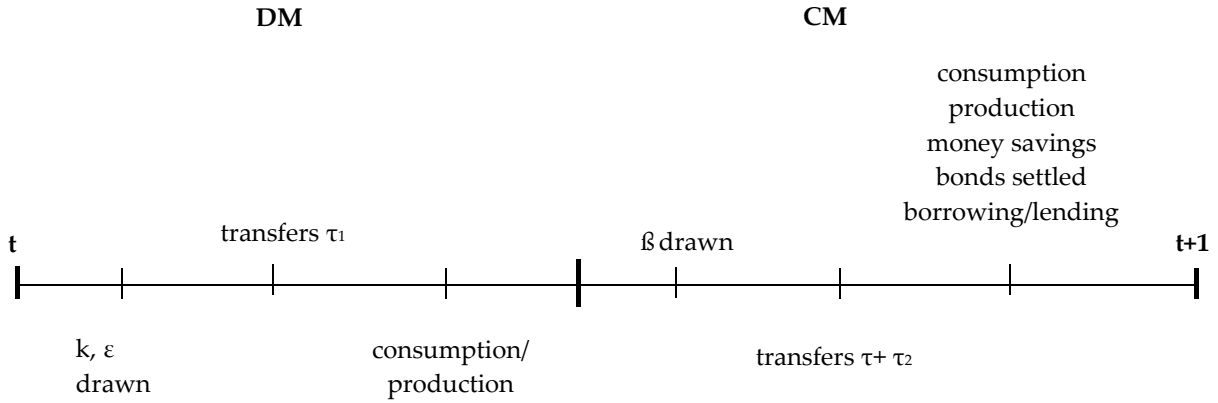 DM
CM
consumption
production
money savings
bonds settled
borrowing/lending
t
transfers τ₁
ß drawn
t+1
k, ε
drawn
consumption/
production
transfers τ+ τ₂